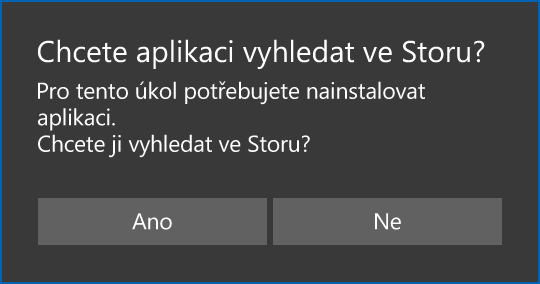 Chcete aplikaci vyhledat ve Storu?
Pro tento úkol potřebujete nainstalovat
aplikaci.
Chcete ji vyhledat ve Storu?
Ano
Ne